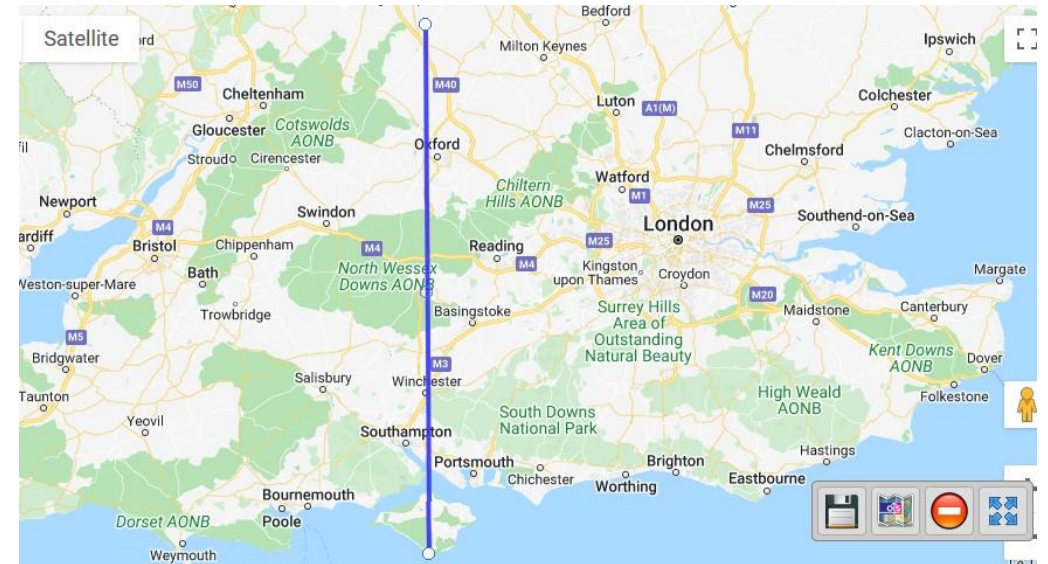 Bedford
Satellite
rd
Milton Keynes
Ipswich
M50
M40
Cheltenham
Luton
A1(M)
Colchester
Gloucester
Cotswolds
AONB
M11
Clacton-on-Sea
Oxford
Chelmsford
Stroud
Cirencester
Watford
Chiltern
Hills AONB
M1
Newport
M25
Swindon
London
Southend-on-Sea
M4
ardiff
Bristol
Chippenham
M4
Reading
M25
M4
Kingston
upon Thames
Croydon
Margate
Bath
North Wessex
Downs AONB
Weston-super-Mare
M20
Trowbridge
Basingstoke
Surrey Hills
Area of
Outstanding
Natural Beauty
Maidstone
Canterbury
M5
Bridgwater
M3
Kent Downs
AONB
Dover
Salisbury
Winchester
Taunton
High Weald
AONB
Folkestone
Yeovil
South Downs
National Park
Southampton
Hastings
Portsmouth
Brighton
Chichester
Worthing
Eastbourne
Bournemouth
Dorset AONB
Poole
Weymouth